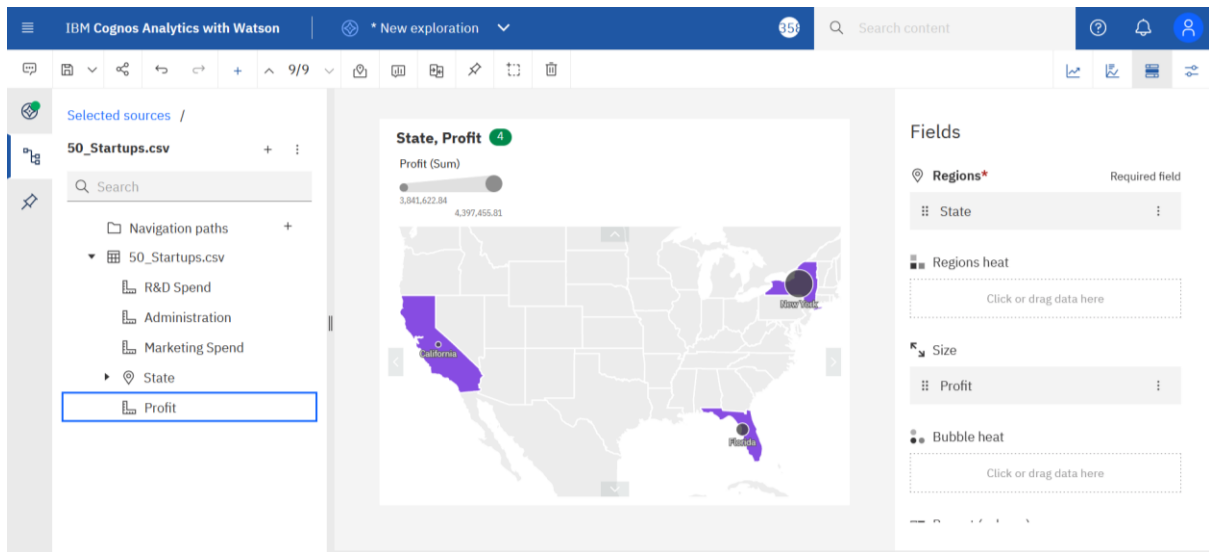 IBM Cognos Analytics with Watson
* New exploration
358
Search content
9/9
Selected sources /
50_Startups.csv
Search
Navigation paths
50_Startups.csv
R&D Spend
Administration
Marketing Spend
State
Profit
State, Profit 4
Profit (Sum)
3,841,622.84
4,397,455.81
New York
California
Florida
Fields
Regions* Required field
State
Regions heat
Click or drag data here
Size
Profit
Bubble heat
Click or drag data here